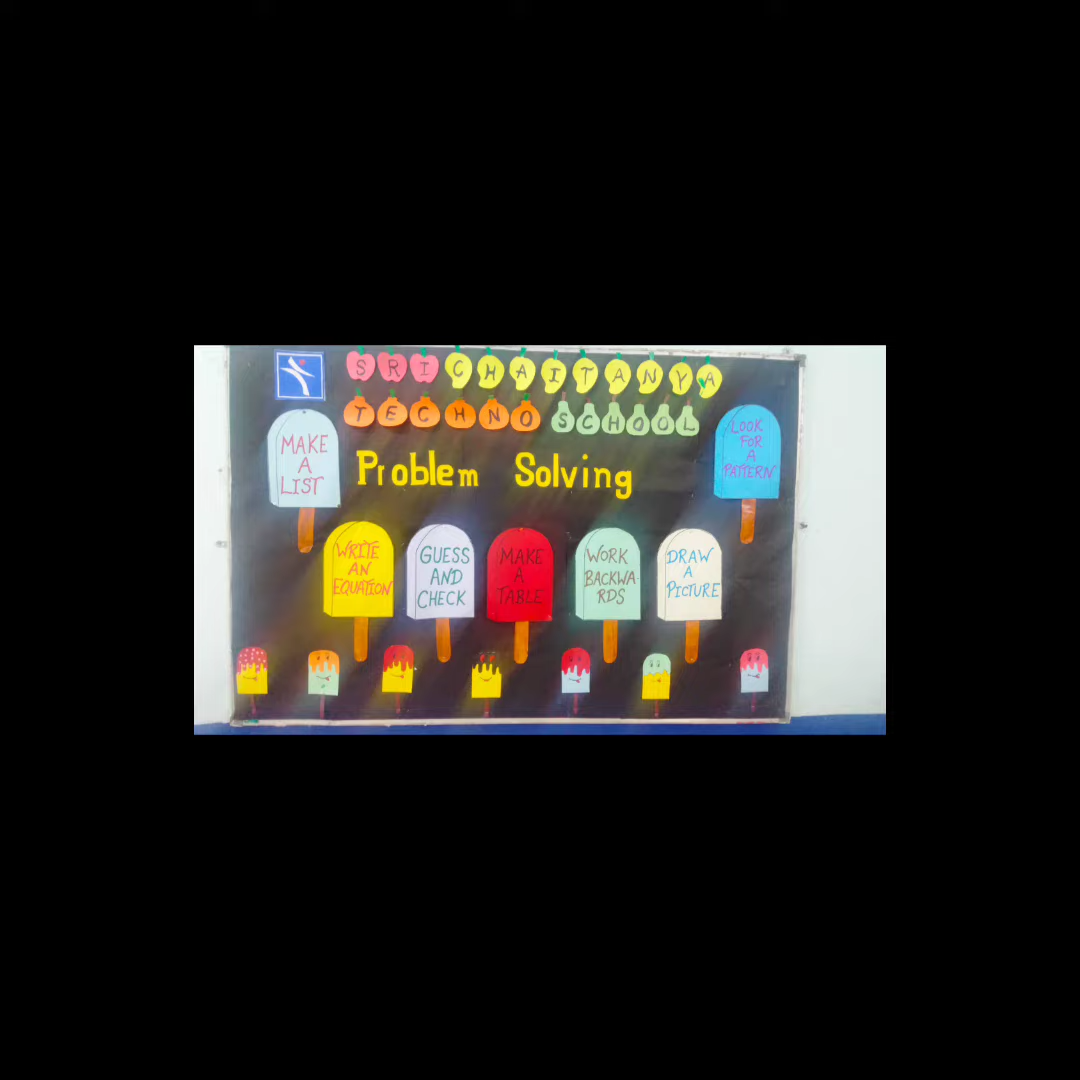 SRI CHAITANYA
TECHNO SCHOOL
Problem Solving
MAKE
A
LIST
LOOK
FOR
A
PATTERN
WRITE
AN
EQUATION
GUESS
AND
CHECK
MAKE
A
TABLE
WORK
BACKWA-
RDS
DRAW
A
PICTURE